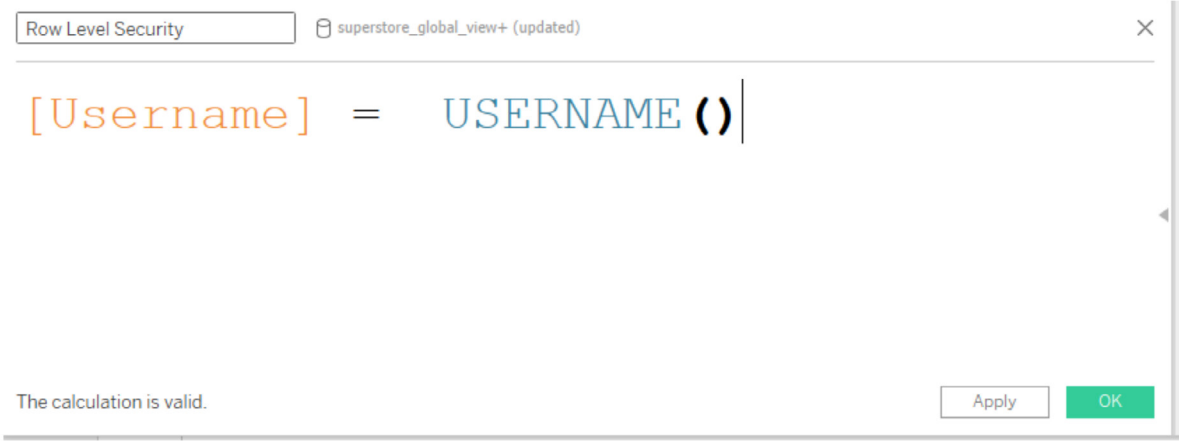 Row Level Security superstore_global_view+ (updated)
[Username] = USERNAME()
The calculation is valid. Apply OK